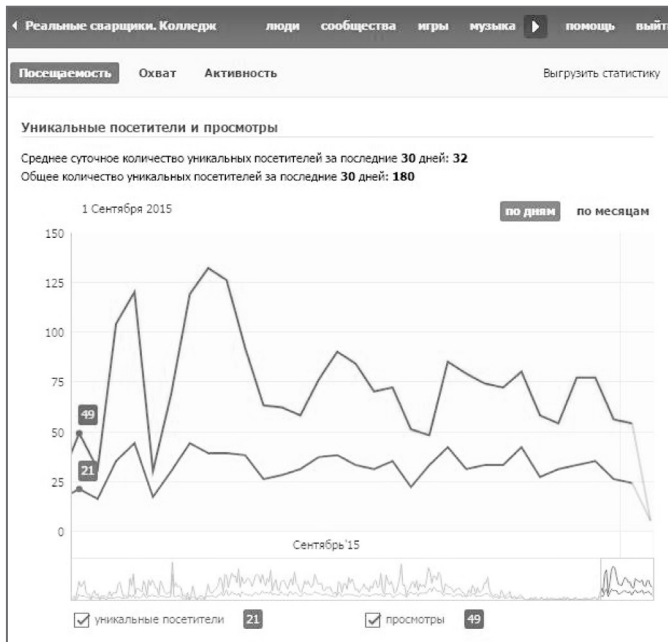 Реальные сварщики. Колледж люди сообщества игры музыка помощь
Посещаемость Охват Активность Выгрузить статистику
Уникальные посетители и просмотры
Среднее суточное количество уникальных посетителей за последние 30 дней: 32
Общее количество уникальных посетителей за последние 30 дней: 180
1 Сентября 2015 по дням по месяцам
150
125
100
75
50
25
0
49
21
Сентябрь'15
уникальные посетители 21 просмотры 49